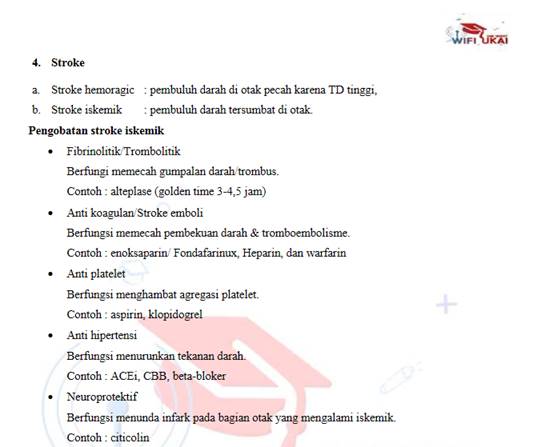 WIFI UKAI
4. Stroke
a. Stroke hemoragic : pembuluh darah di otak pecah karena TD tinggi,
b. Stroke iskemik : pembuluh darah tersumbat di otak.
Pengobatan stroke iskemik
• Fibrinolitik/Trombolitik
Berfungi memecah gumpalan darah/trombus.
Contoh : alteplase (golden time 3-4,5 jam)
• Anti koagulan/Stroke emboli
Berfungsi memecah pembekuan darah & tromboembolisme.
Contoh : enoksaparin/ Fondafarinux, Heparin, dan warfarin
• Anti platelet
Berfungsi menghambat agregasi platelet.
Contoh : aspirin, klopidogrel
• Anti hipertensi
Berfungsi menurunkan tekanan darah.
Contoh : ACEi, CBB, beta-bloker
• Neuroprotektif
Berfungsi menunda infark pada bagian otak yang mengalami iskemik.
Contoh : citicolin